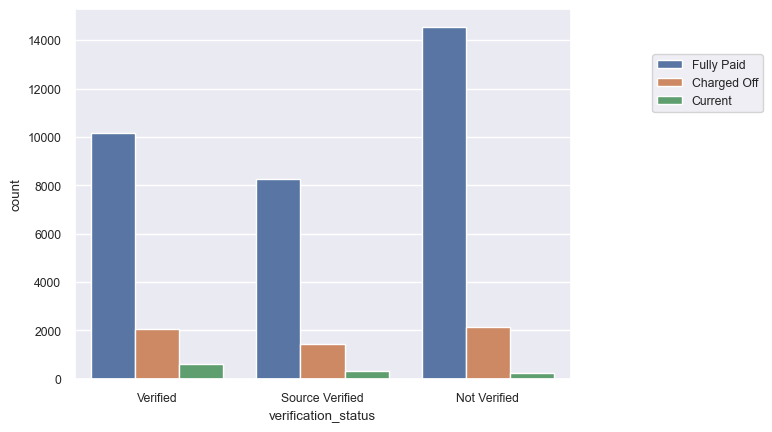 14000
12000
10000
8000
6000
4000
2000
0
count
Verified
Source Verified
Not Verified
verification_status
Fully Paid
Charged Off
Current